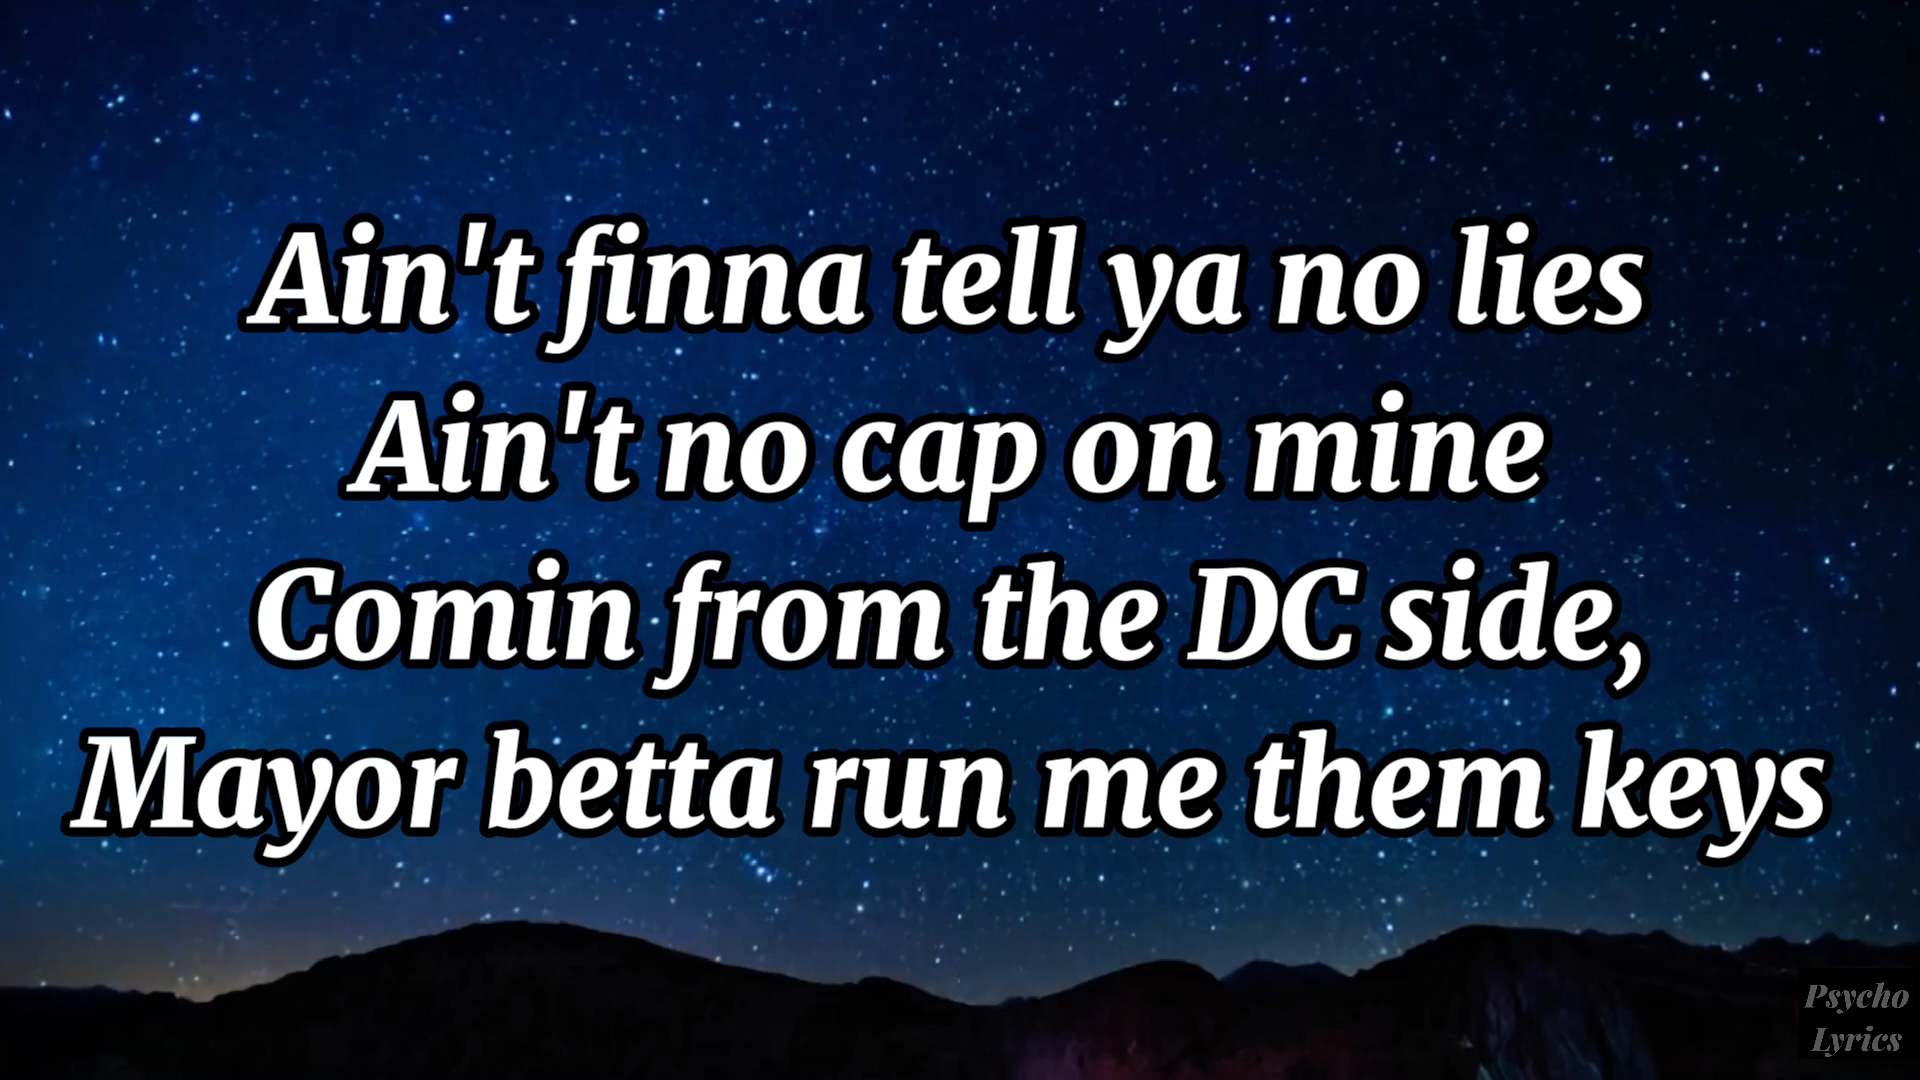 Ain't finna tell ya no lies
Ain't no cap on mine
Comin from the DC side,
Mayor betta run me them keys
Psycho
Lyrics